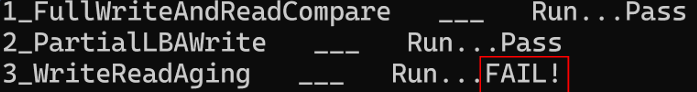 1_FullWriteAndReadCompare   ___   Run...Pass
2_PartialLBAWrite   ___   Run...Pass
3_WriteReadAging   ___   Run...FAIL!